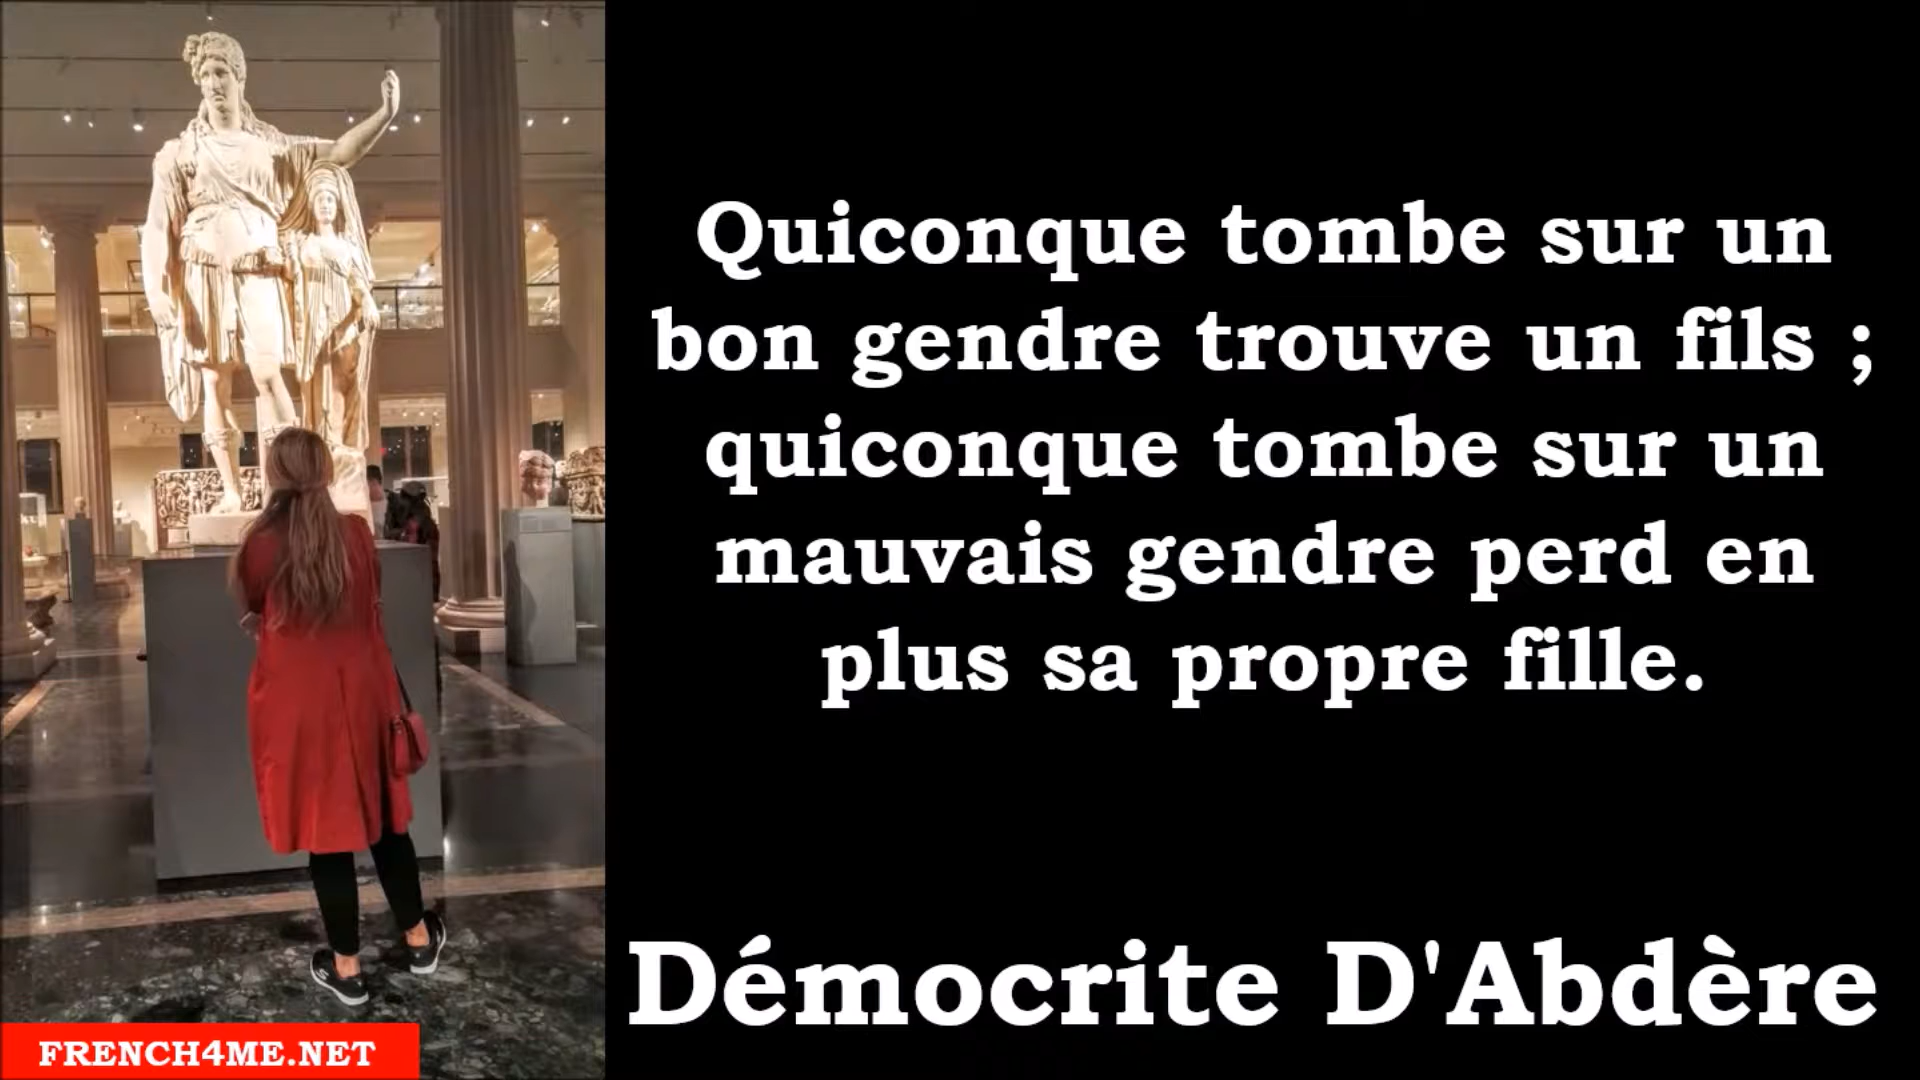 Quiconque tombe sur un
bon gendre trouve un fils ;
quiconque tombe sur un
mauvais gendre perd en
plus sa propre fille.
Démocrite D'Abdère
FRENCH4ME.NET